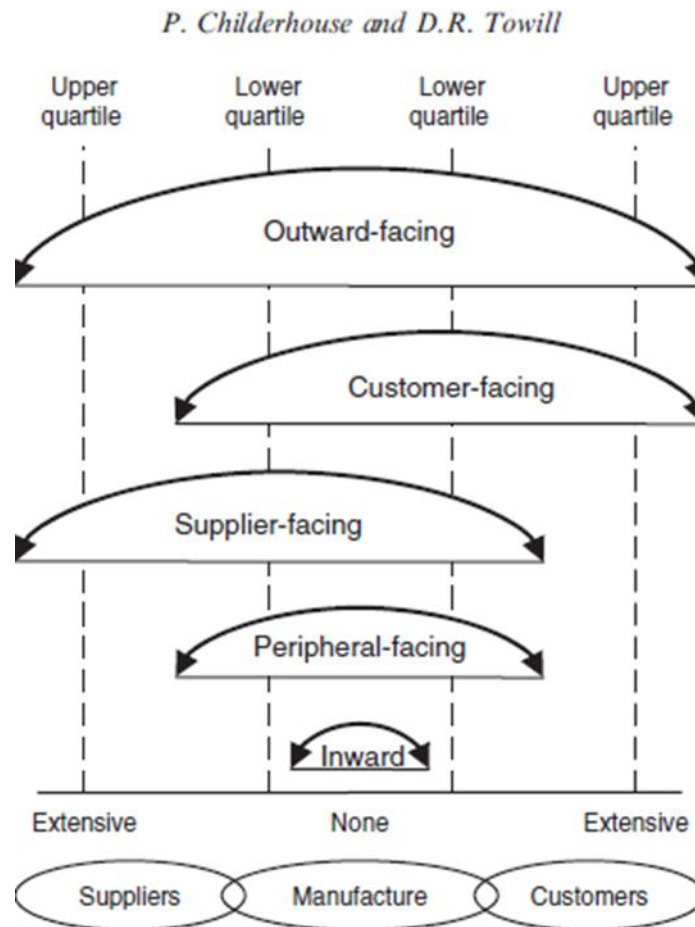 P. Childerhouse and D.R. Towill
Upper Lower Lower Upper
quartile quartile quartile quartile
Outward-facing
Customer-facing
Supplier-facing
Peripheral-facing
Inward
Extensive None Extensive
Suppliers Manufacture Customers